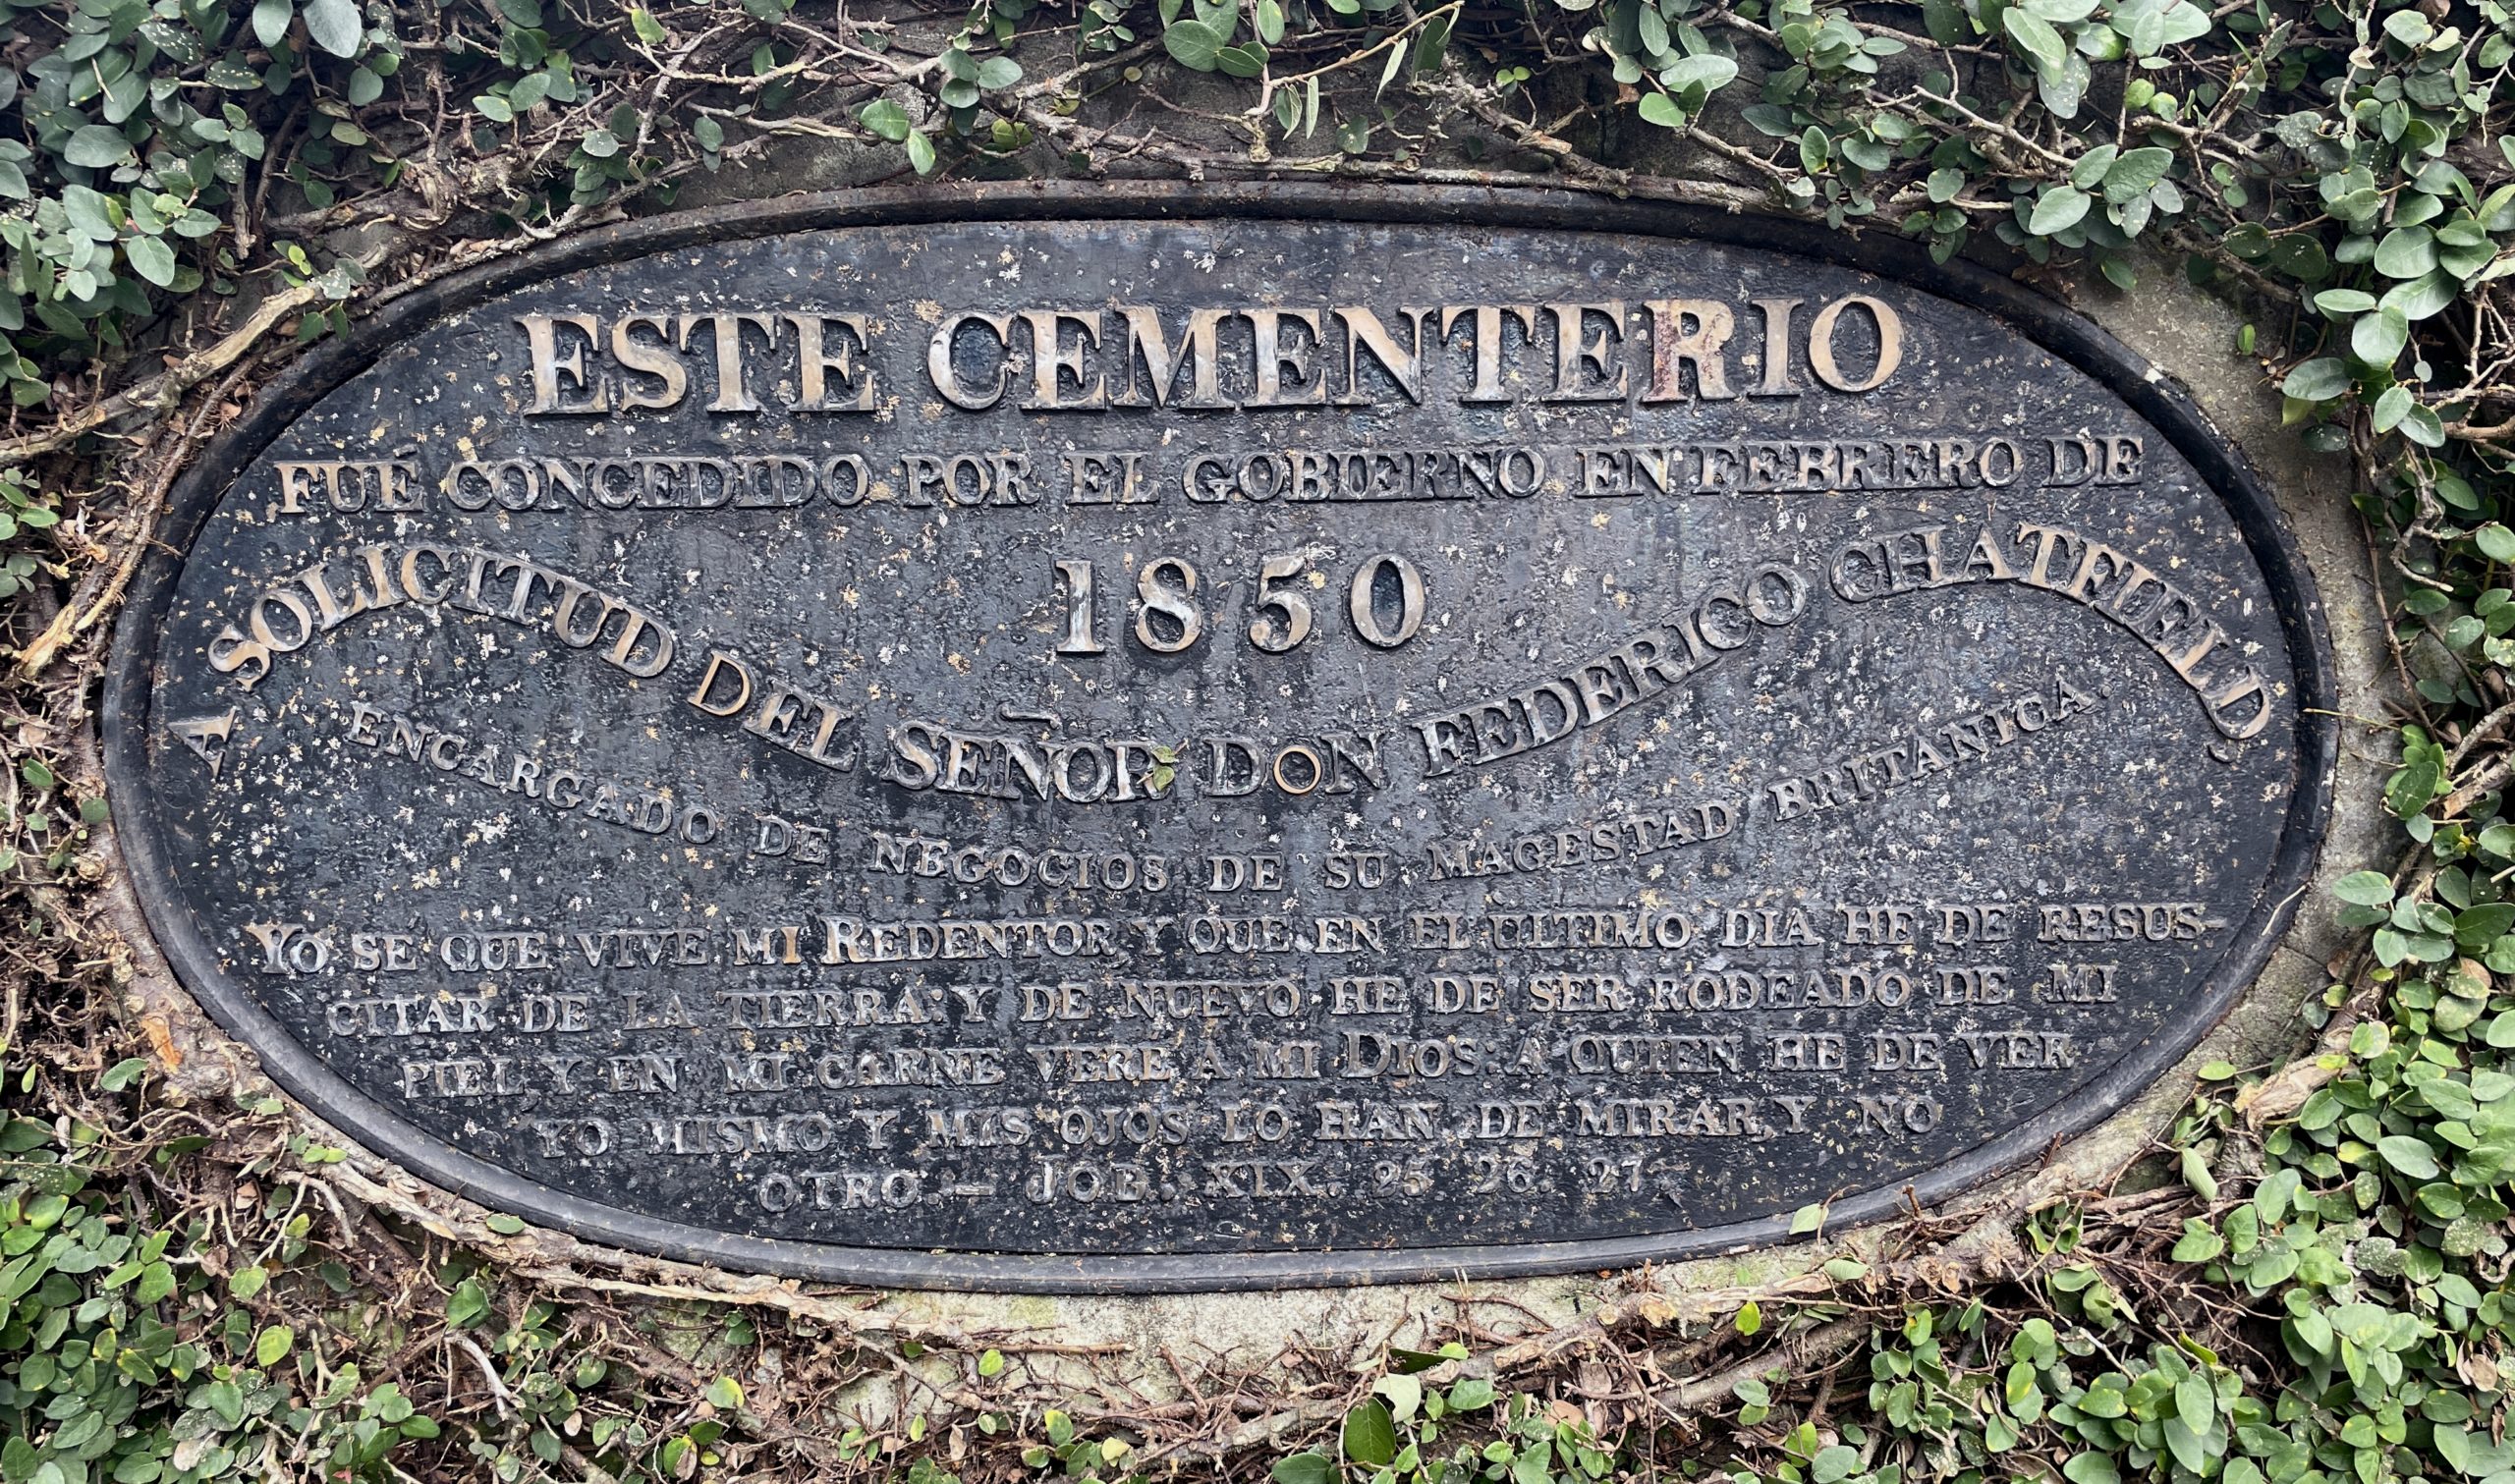 ESTE CEMENTERIO
FUÉ CONCEDIDO POR EL GOBIERNO EN FEBRERO DE
1850
A SOLICITUD DEL SEÑOR DON FEDERICO CHATFIELD,
ENCARGADO DE NEGOCIOS DE SU MAGESTAD BRITANICA.
YO SÉ QUE VIVE MI REDENTOR, Y QUE EN EL ULTIMO DIA HE DE RESUS-
CITAR DE LA TIERRA: Y DE NUEVO HE DE SER RODEADO DE MI
PIEL, Y EN MI CARNE VERE A MI DIOS: A QUIEN HE DE VER
YO MISMO Y MIS OJOS LO HAN DE MIRAR, Y NO
OTRO.— JOB. XIX. 25 26. 27.